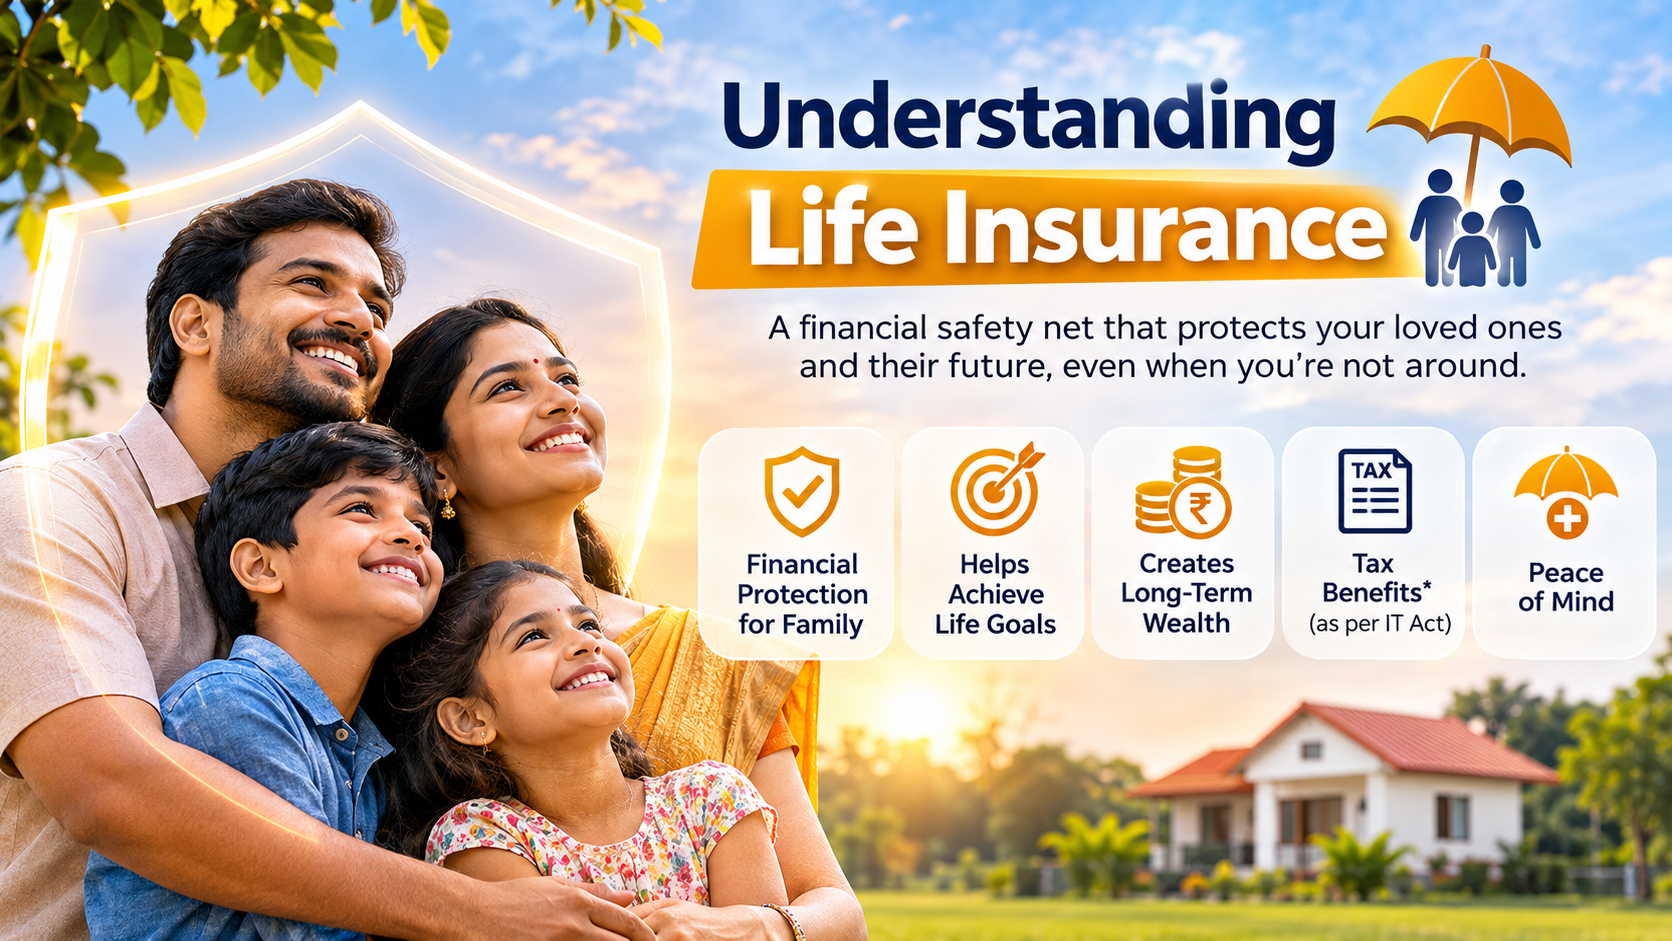 Understanding
Life Insurance
A financial safety net that protects your loved ones
and their future, even when you're not around.
Financial
Protection
for Family
Helps
Achieve
Life Goals
₹
Creates
Long-Term
Wealth
TAX
Tax
Benefits*
(as per IT Act)
Peace
of Mind